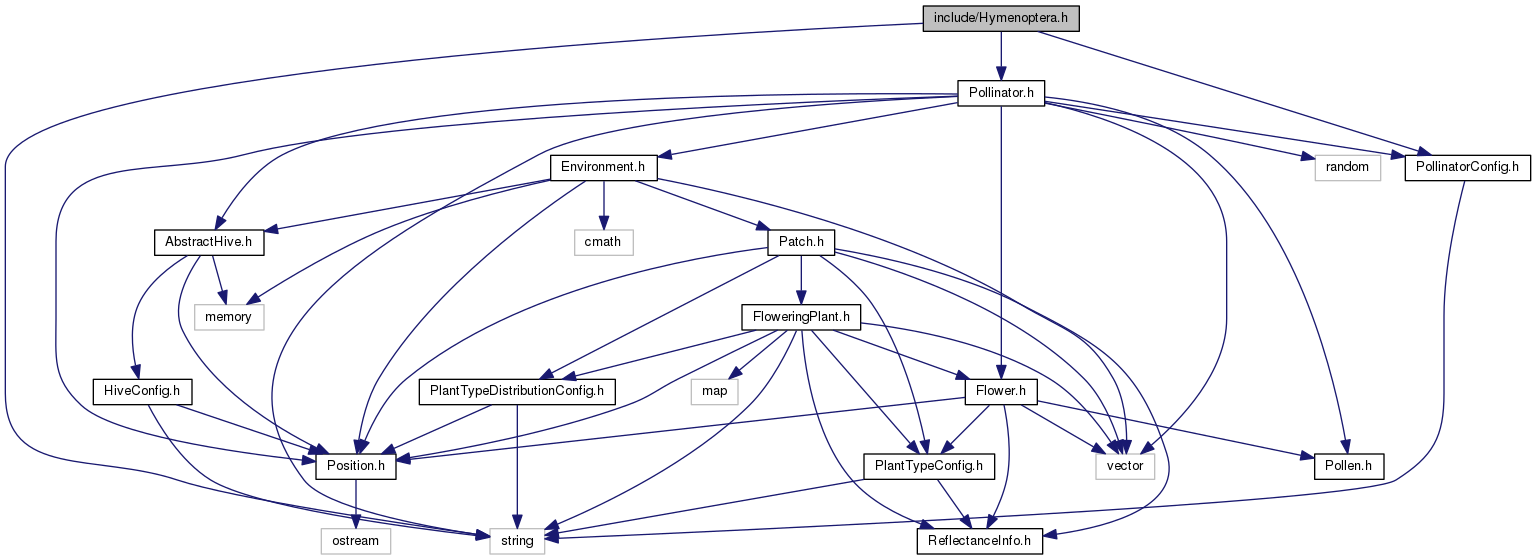 include/Hymenoptera.h
Pollinator.h
Environment.h
random
PollinatorConfig.h
AbstractHive.h
cmath
Patch.h
memory
FloweringPlant.h
HiveConfig.h
PlantTypeDistributionConfig.h
map
Flower.h
Position.h
PlantTypeConfig.h
vector
Pollen.h
ostream
string
ReflectanceInfo.h